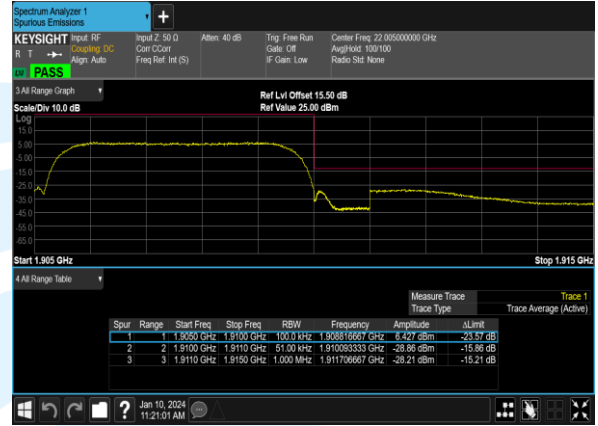 Spectrum Analyzer 1
Spurious Emissions
+
KEYSIGHT Input: RF Input Z: 50 Ω Atten: 40 dB Trig: Free Run Center Freq: 22.005000000 GHz
R T Coupling: DC Corr CCorr Gate: Off Avg|Hold: 100/100
Align: Auto Freq Ref: Int (S) IF Gain: Low Radio Std: None
PASS
3 All Range Graph
Ref Lvl Offset 15.50 dB
Scale/Div 10.0 dB Ref Value 25.00 dBm
Log
15.0
5.00
-5.00
-15.0
-25.0
-35.0
-45.0
-55.0
-65.0
Start 1.905 GHz Stop 1.915 GHz
4 All Range Table
Measure Trace Trace 1
Trace Type Trace Average (Active)
Spur Range Start Freq Stop Freq RBW Frequency Amplitude ΔLimit
1 1 1.9050 GHz 1.9100 GHz 100.0 kHz 1.908816667 GHz 6.427 dBm -23.57 dB
2 2 1.9100 GHz 1.9110 GHz 51.00 kHz 1.910093333 GHz -28.86 dBm -15.86 dB
3 3 1.9110 GHz 1.9150 GHz 1.000 MHz 1.911706667 GHz -28.21 dBm -15.21 dB
? Jan 10, 2024
11:21:01 AM